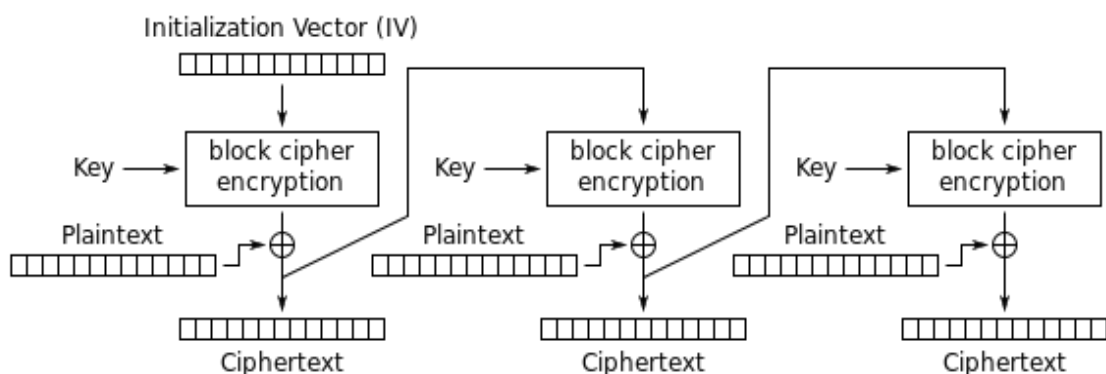 Initialization Vector (IV)
Key
block cipher
encryption
Key
block cipher
encryption
Key
block cipher
encryption
Plaintext
Plaintext
Plaintext
Ciphertext
Ciphertext
Ciphertext